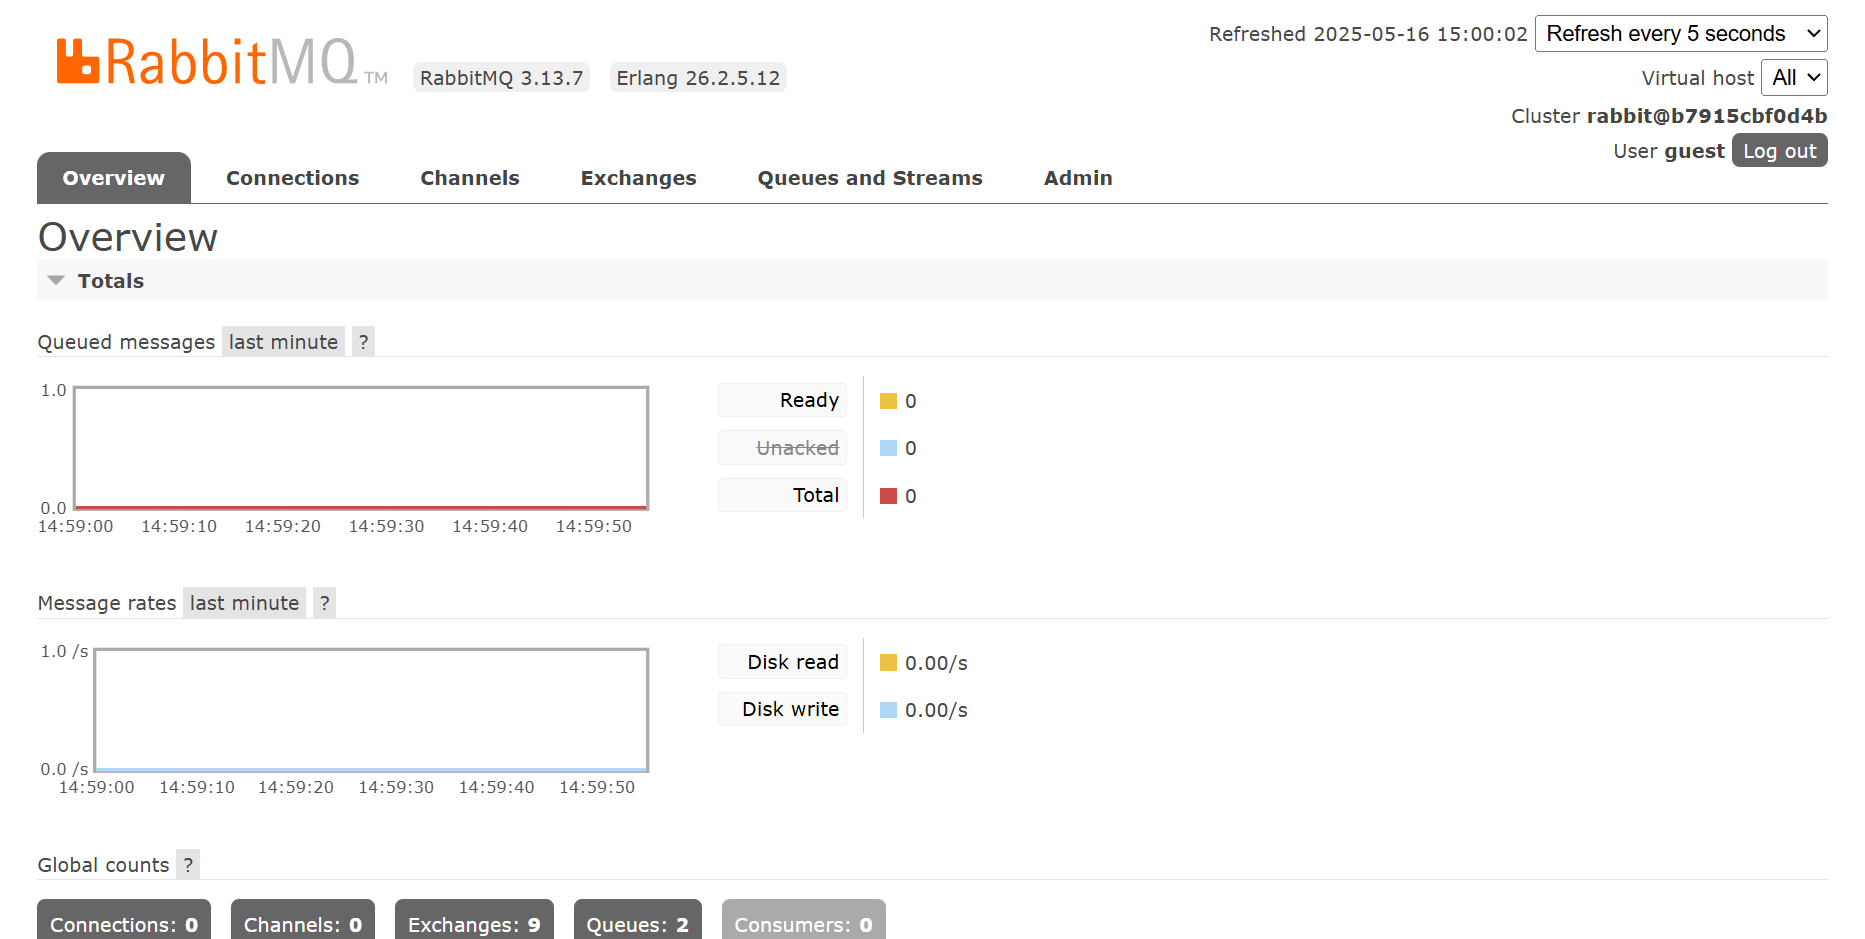 RabbitMQ TM
RabbitMQ 3.13.7 Erlang 26.2.5.12
Refreshed 2025-05-16 15:00:02 Refresh every 5 seconds
Virtual host All
Cluster rabbit@b7915cbf0d4b
User guest Log out
Overview Connections Channels Exchanges Queues and Streams Admin
Overview
Totals
Queued messages last minute ?
1.0
0.0
14:59:00 14:59:10 14:59:20 14:59:30 14:59:40 14:59:50
Ready 0
Unacked 0
Total 0
Message rates last minute ?
1.0 /s
0.0 /s
14:59:00 14:59:10 14:59:20 14:59:30 14:59:40 14:59:50
Disk read 0.00/s
Disk write 0.00/s
Global counts ?
Connections: 0 Channels: 0 Exchanges: 9 Queues: 2 Consumers: 0